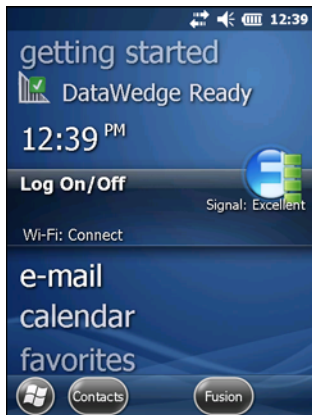 12:39
getting started
DataWedge Ready
12:39 PM
Log On/Off
Signal: Excellent
Wi-Fi: Connect
e-mail
calendar
favorites
Contacts
Fusion